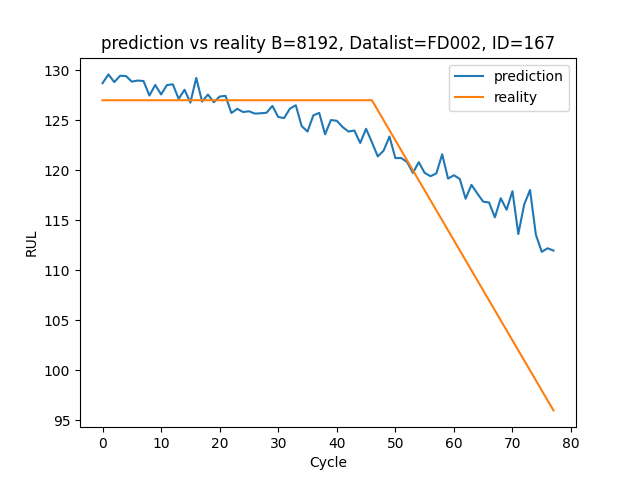 prediction vs reality B=8192, Datalist=FD002, ID=167
prediction
reality
RUL
130
125
120
115
110
105
100
95
0 10 20 30 40 50 60 70 80
Cycle